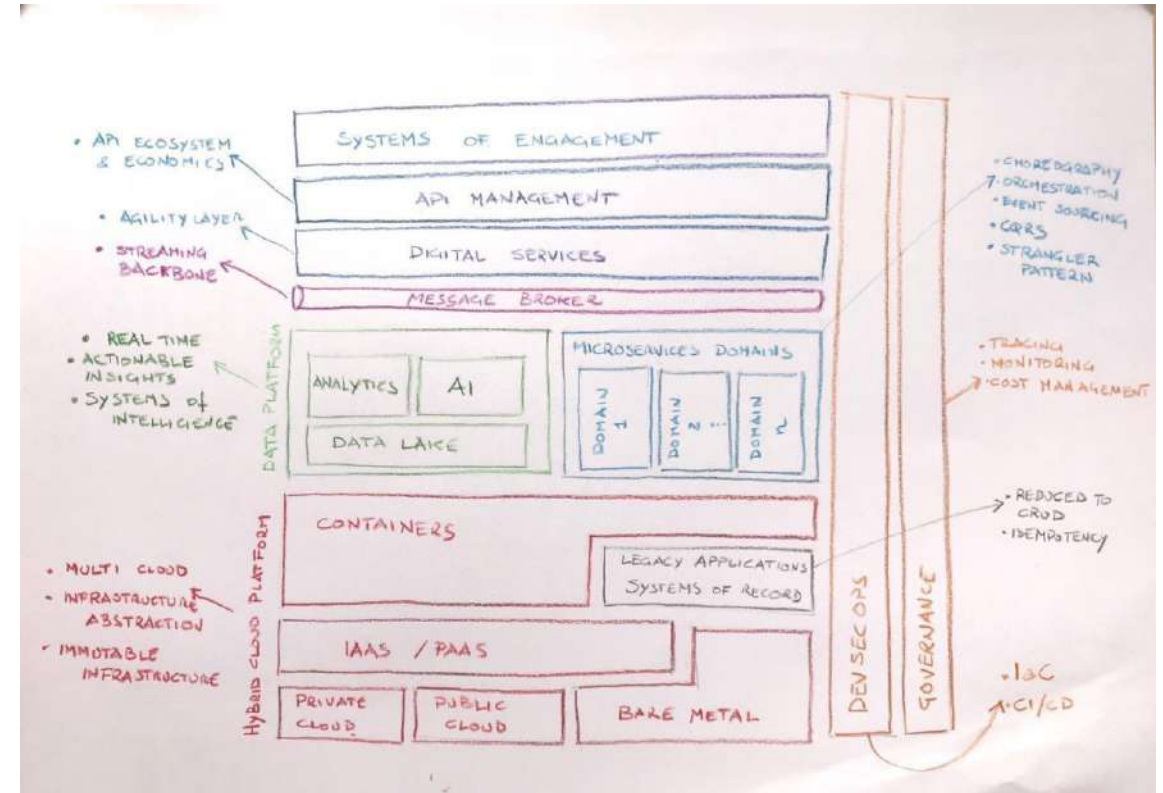 SYSTEMS OF ENGAGEMENT
API MANAGEMENT
DIGITAL SERVICES
MESSAGE BROKER
• API ECOSYSTEM
& ECONOMICS
• AGILITY LAYER
• STREAMING
BACKBONE
• REAL TIME
• ACTIONABLE
INSIGHTS
• SYSTEMS of
INTELLIGENCE
DATA PLATFORM
ANALYTICS
AI
DATA LAKE
MICROSERVICES DOMAINS
DOMAIN
1
DOMAIN
2
...
DOMAIN
n
• CHOREOGRAPHY
• ORCHESTRATION
• EVENT SOURCING
• CQRS
• STRANGLER
PATTERN
• TRACING
• MONITORING
• COST MANAGEMENT
HYBRID CLOUD PLATFORM
CONTAINERS
LEGACY APPLICATIONS
SYSTEMS OF RECORD
• REDUCED TO
CRUD
• IDEMPOTENCY
• MULTI CLOUD
• INFRASTRUCTURE
ABSTRACTION
• IMMUTABLE
INFRASTRUCTURE
IAAS / PAAS
PRIVATE
CLOUD
PUBLIC
CLOUD
BARE METAL
DEVSECOPS
GOVERNANCE
• IaC
• CI/CD